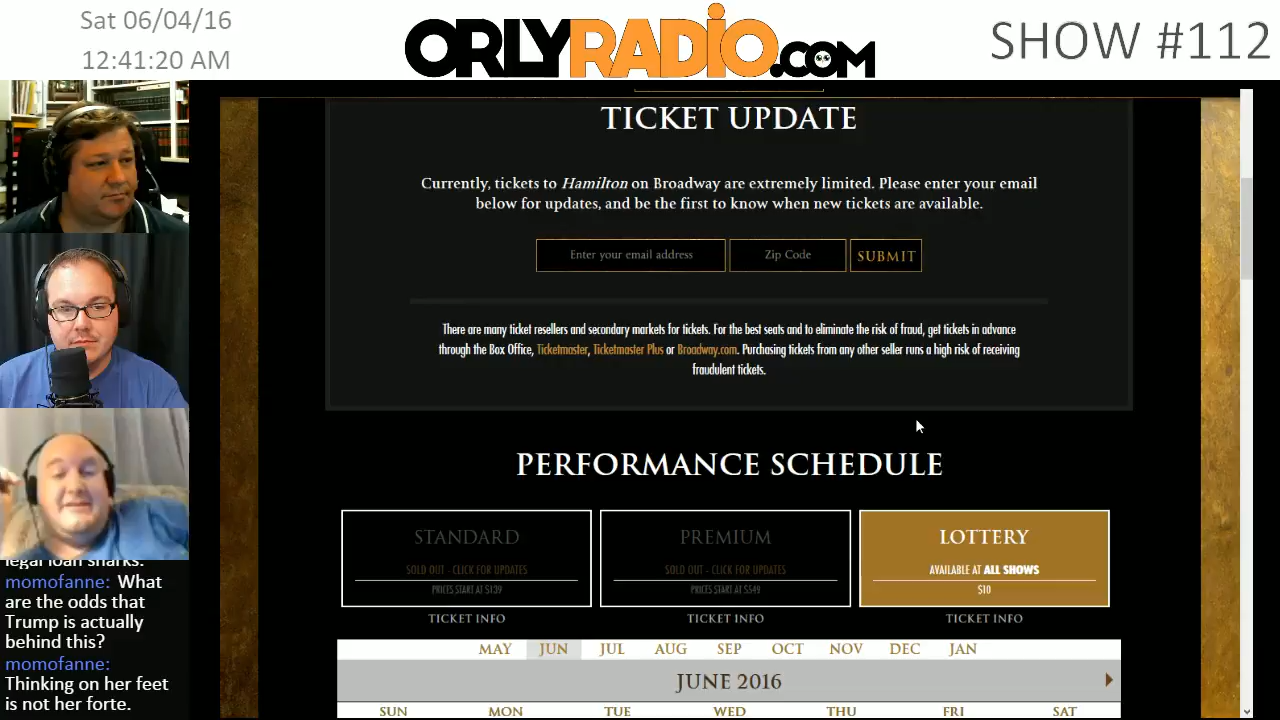 Sat 06/04/16
12:41:20 AM
ORLYRADIO.COM
SHOW #112
TICKET UPDATE
Currently, tickets to Hamilton on Broadway are extremely limited. Please enter your email
below for updates, and be the first to know when new tickets are available.
Enter your email address
Zip Code
SUBMIT
There are many ticket resellers and secondary markets for tickets. For the best seats and to eliminate the risk of fraud, get tickets in advance
through the Box Office, Ticketmaster, Ticketmaster Plus or Broadway.com. Purchasing tickets from any other seller runs a high risk of receiving
fraudulent tickets.
PERFORMANCE SCHEDULE
STANDARD
SOLD OUT - CLICK FOR UPDATES
PRICES START AT $139
TICKET INFO
PREMIUM
SOLD OUT - CLICK FOR UPDATES
PRICES START AT $549
TICKET INFO
LOTTERY
AVAILABLE AT ALL SHOWS
$10
TICKET INFO
MAY JUN JUL AUG SEP OCT NOV DEC JAN
JUNE 2016
SUN MON TUE WED THU FRI SAT
legal loan sharks.
momofanne: What
are the odds that
Trump is actually
behind this?
momofanne:
Thinking on her feet
is not her forte.